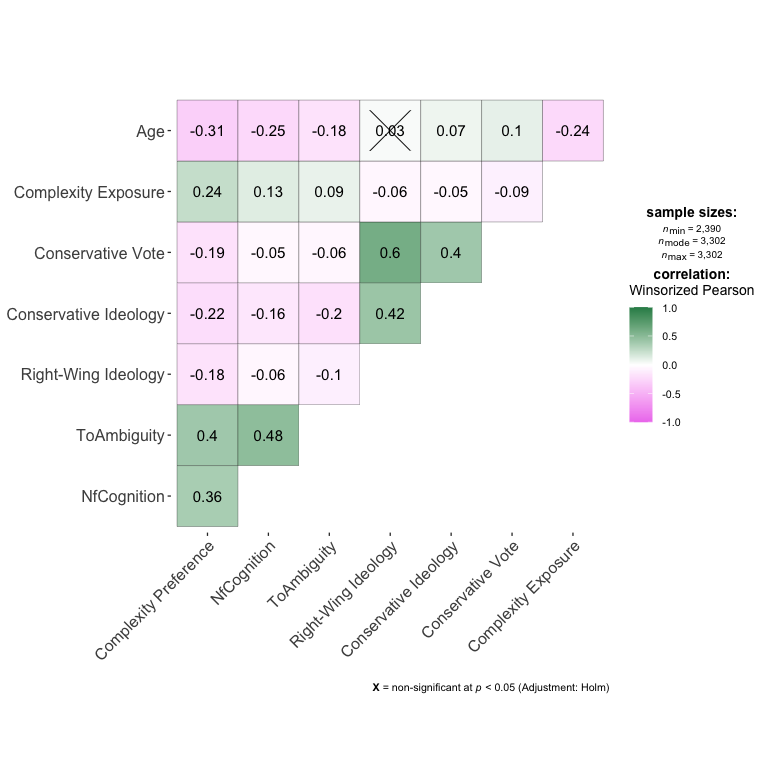 Age -0.31 -0.25 -0.18 0.03 0.07 0.1 -0.24
Complexity Exposure 0.24 0.13 0.09 -0.06 -0.05 -0.09
Conservative Vote -0.19 -0.05 -0.06 0.6 0.4
Conservative Ideology -0.22 -0.16 -0.2 0.42
Right-Wing Ideology -0.18 -0.06 -0.1
ToAmbiguity 0.4 0.48
NfCognition 0.36
Complexity Preference
NfCognition
ToAmbiguity
Right-Wing Ideology
Conservative Ideology
Conservative Vote
Complexity Exposure
sample sizes:
nmin = 2,390
nmode = 3,302
nmax = 3,302
correlation:
Winsorized Pearson
1.0
0.5
0.0
-0.5
-1.0
X = non-significant at p < 0.05 (Adjustment: Holm)